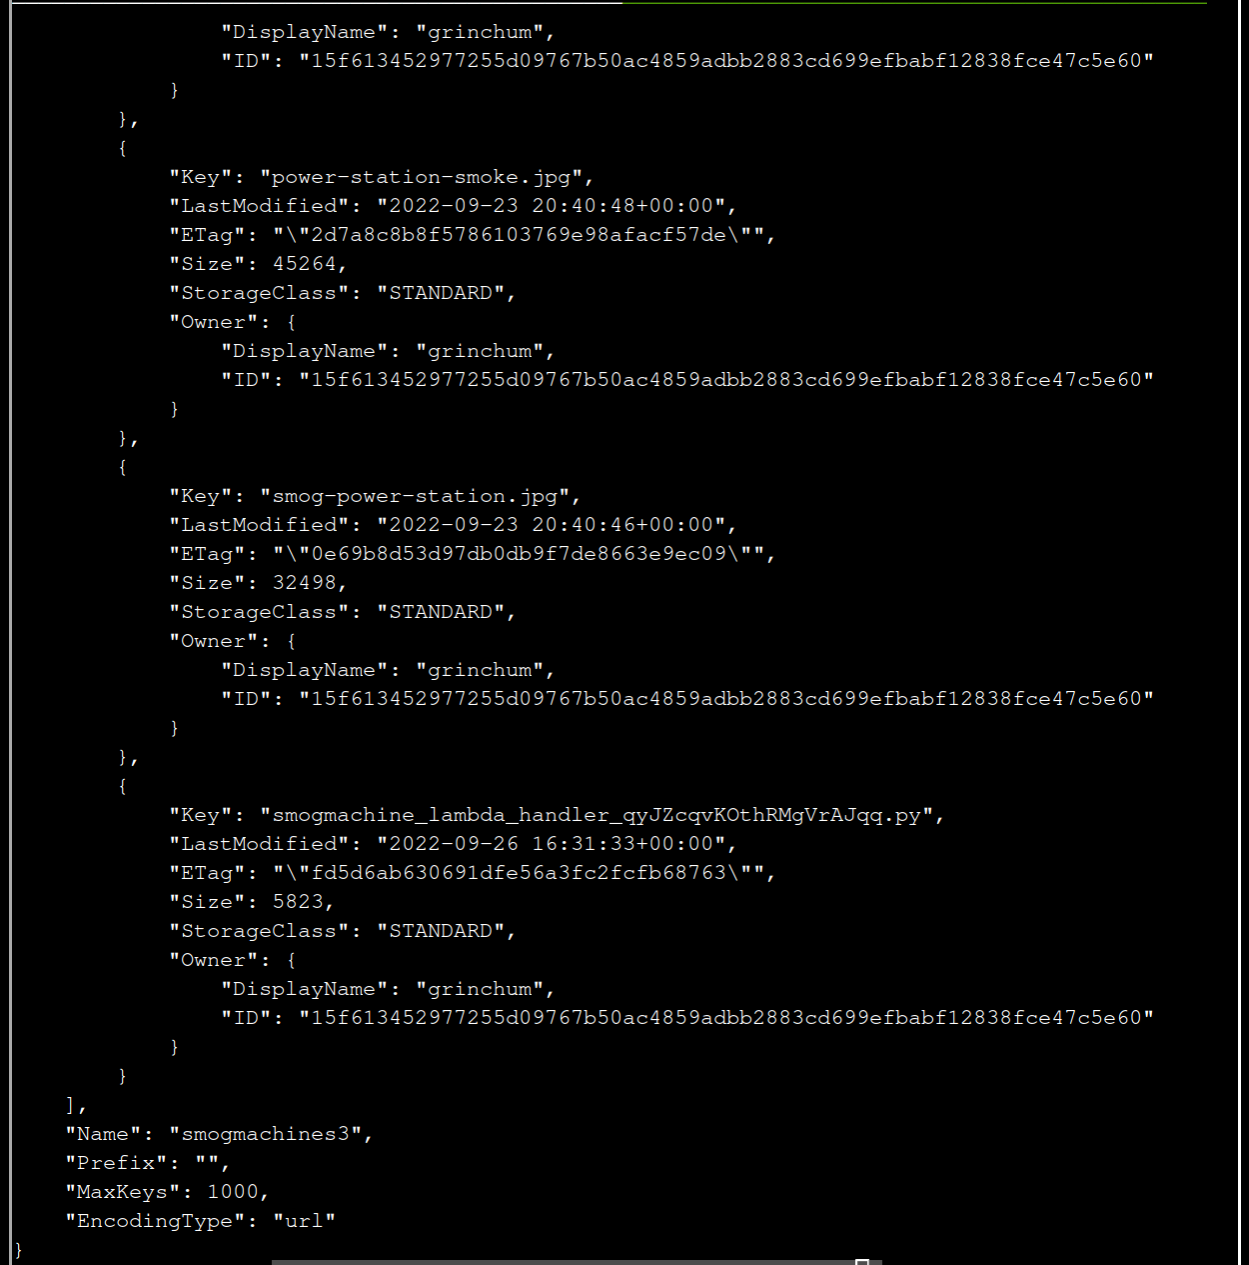 "DisplayName": "grinchum",
"ID": "15f613452977255d09767b50ac4859adbb2883cd699efbabf12838fce47c5e60"
}
},
{
"Key": "power-station-smoke.jpg",
"LastModified": "2022-09-23 20:40:48+00:00",
"ETag": "\"2d7a8c8b8f5786103769e98afacf57de\"",
"Size": 45264,
"StorageClass": "STANDARD",
"Owner": {
"DisplayName": "grinchum",
"ID": "15f613452977255d09767b50ac4859adbb2883cd699efbabf12838fce47c5e60"
}
},
{
"Key": "smog-power-station.jpg",
"LastModified": "2022-09-23 20:40:46+00:00",
"ETag": "\"0e69b8d53d97db0db9f7de8663e9ec09\"",
"Size": 32498,
"StorageClass": "STANDARD",
"Owner": {
"DisplayName": "grinchum",
"ID": "15f613452977255d09767b50ac4859adbb2883cd699efbabf12838fce47c5e60"
}
},
{
"Key": "smogmachine_lambda_handler_qyJZcqvKOthRMgVrAJqq.py",
"LastModified": "2022-09-26 16:31:33+00:00",
"ETag": "\"fd5d6ab630691dfe56a3fc2fcfb68763\"",
"Size": 5823,
"StorageClass": "STANDARD",
"Owner": {
"DisplayName": "grinchum",
"ID": "15f613452977255d09767b50ac4859adbb2883cd699efbabf12838fce47c5e60"
}
}
],
"Name": "smogmachines3",
"Prefix": "",
"MaxKeys": 1000,
"EncodingType": "url"
}